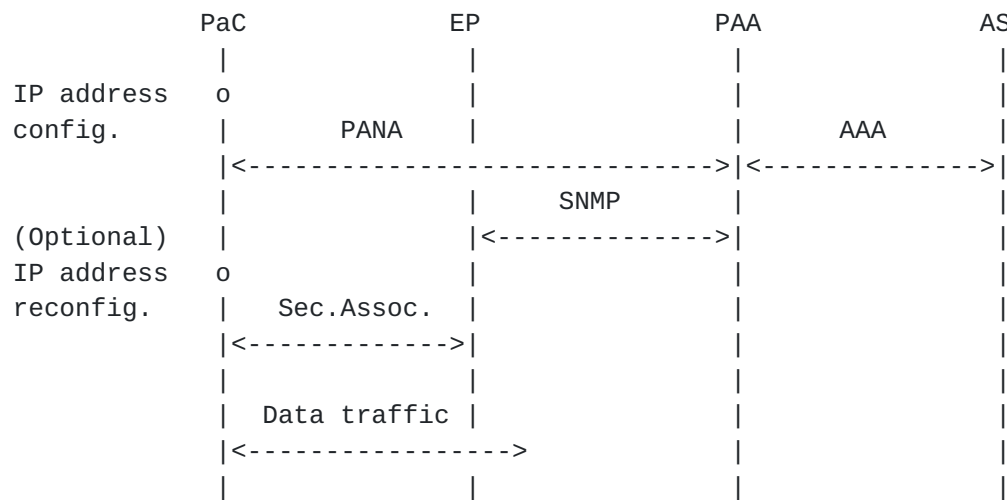 PaC               EP                PAA               AS
               |                |                 |                 |
IP address     o                |                 |                 |
config.        |       PANA     |                 |       AAA       |
               |<-------------------------------->|<--------------->|
               |                |      SNMP       |                 |
(Optional)     |                |<--------------->|                 |
IP address     o                |                 |                 |
reconfig.      |   Sec.Assoc.   |                 |                 |
               |<-------------->|                 |                 |
               |                |                 |                 |
               |  Data traffic  |                 |                 |
               |<----------------->               |                 |
               |                |                 |                 |